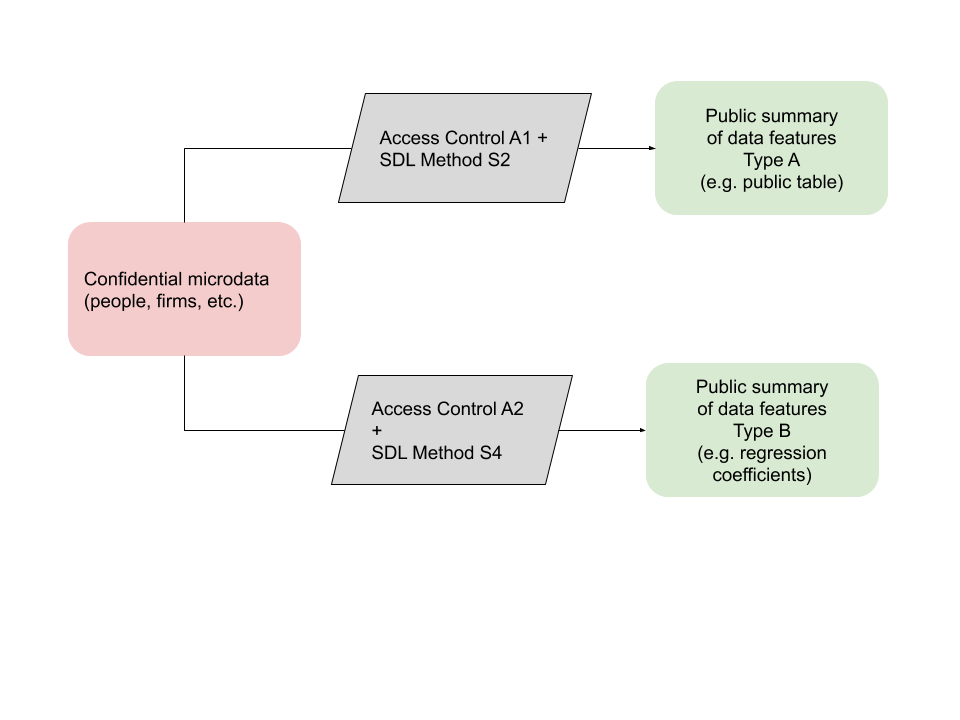 Access Control A1 +
SDL Method S2
Public summary
of data features
Type A
(e.g. public table)
Confidential microdata
(people, firms, etc.)
Access Control A2
+
SDL Method S4
Public summary
of data features
Type B
(e.g. regression
coefficients)